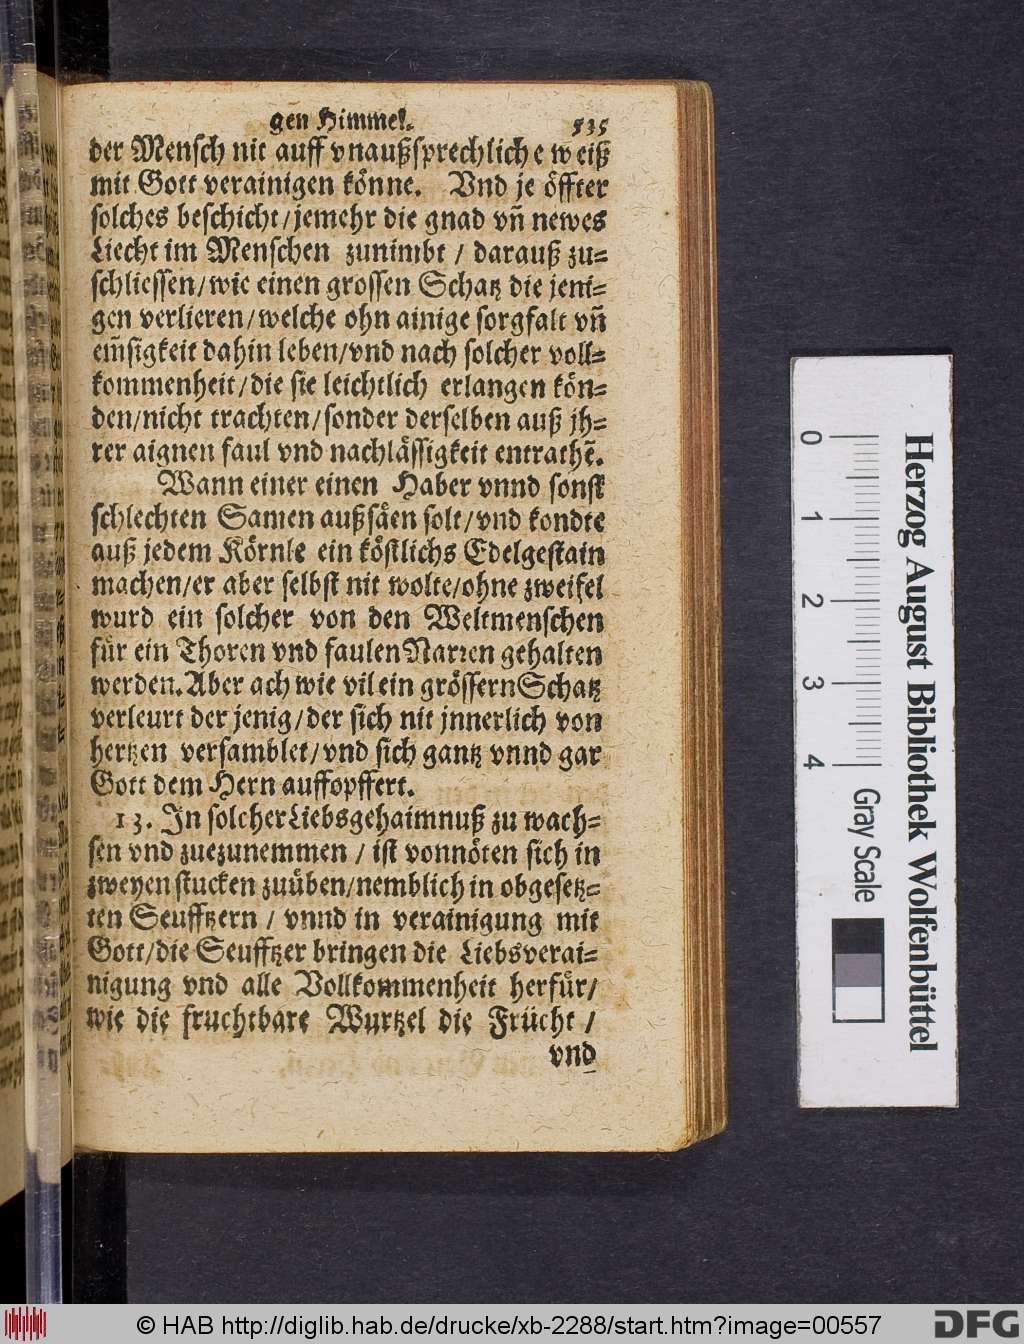 gen Himmel. 535
der Mensch nit auff vnaußsprechliche weiß
mit Gott verainigen könne. Vnd je öffter
solches beschicht/jemehr die gnad vñ newes
Liecht im Menschen zunimbt / darauß zu=
schliessen/wie einen grossen Schatz die jeni=
gen verlieren/welche ohn ainige sorgfalt vñ
em̃sigkeit dahin leben/vnd nach solcher voll=
kommenheit/die sie leichtlich erlangen kön=
den/nicht trachten/sonder derselben auß jh=
rer aignen faul vnd nachlässigkeit entrathẽ.
Wann einer einen Haber vnnd sonst
schlechten Samen außsäen solt/vnd kondte
auß jedem Körnle ein köstlichs Edelgestain
machen/er aber selbst nit wolte/ohne zweifel
wurd ein solcher von den Weltmenschen
für ein Thoren vnd faulen Narren gehalten
werden. Aber ach wie vil ein grössern Schatz
verleurt der jenig/der sich nit jnnerlich von
hertzen versamblet/vnd sich gantz vnnd gar
Gott dem Hern auffopffert.
13. In solcher Liebsgehaimnuß zu wach=
sen vnd zuezunemmen / ist vonnöten sich in
zweyen stucken zuüben/nemblich in obgesetz=
ten Seufftzern / vnnd in verainigung mit
Gott/die Seufftzer bringen die Liebsverai=
nigung vnd alle Vollkommenheit herfür/
wie die fruchtbare Wurtzel die Frücht /
vnd
0 1 2 3 4 Gray Scale
Herzog August Bibliothek Wolfenbüttel
© HAB http://diglib.hab.de/drucke/xb-2288/start.htm?image=00557
DFG